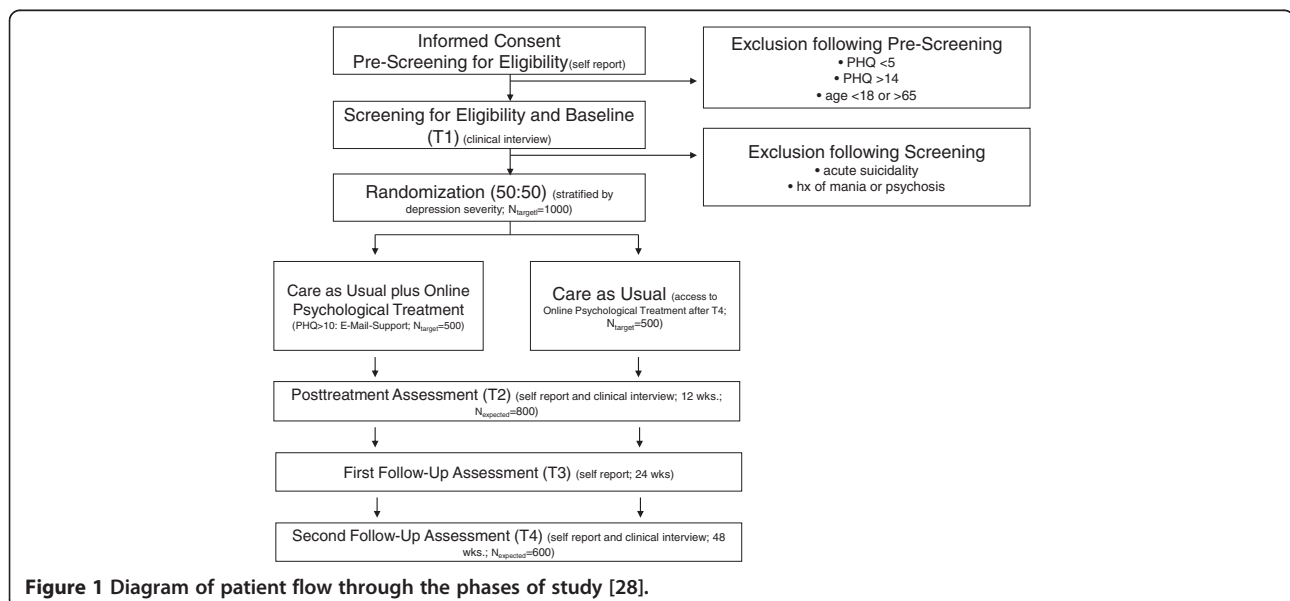 Informed Consent
Pre-Screening for Eligibility(self report)
Exclusion following Pre-Screening
• PHQ <5
• PHQ >14
• age <18 or >65
Screening for Eligibility and Baseline
(T1) (clinical interview)
Exclusion following Screening
• acute suicidality
• hx of mania or psychosis
Randomization (50:50) (stratified by
depression severity; Ntargetl=1000)
Care as Usual plus Online
Psychological Treatment
(PHQ>10: E-Mail-Support; Ntarget=500)
Care as Usual (access to
Online Psychological Treatment after T4;
Ntarget=500)
Posttreatment Assessment (T2) (self report and clinical interview; 12 wks.;
Nexpected=800)
First Follow-Up Assessment (T3) (self report; 24 wks)
Second Follow-Up Assessment (T4) (self report and clinical interview; 48
wks.; Nexpected=600)
Figure 1 Diagram of patient flow through the phases of study [28].